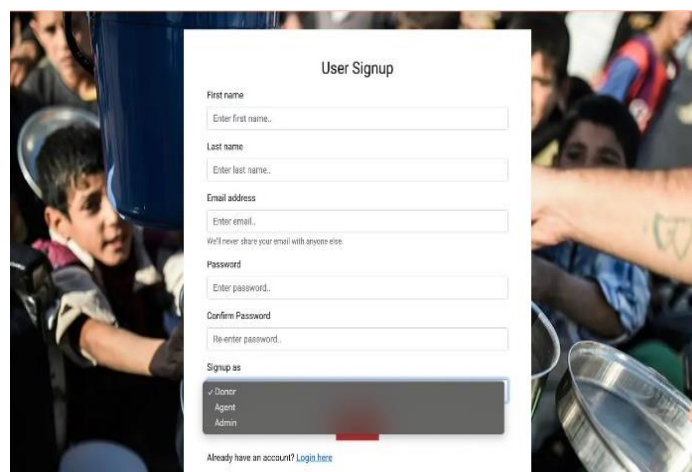 User Signup
First name
Enter first name..
Last name
Enter last name..
Email address
Enter email..
We'll never share your email with anyone else
Password
Enter password..
Confirm Password
Re-enter password..
Signup as
✓ Donor
Agent
Admin
Already have an account? Login here